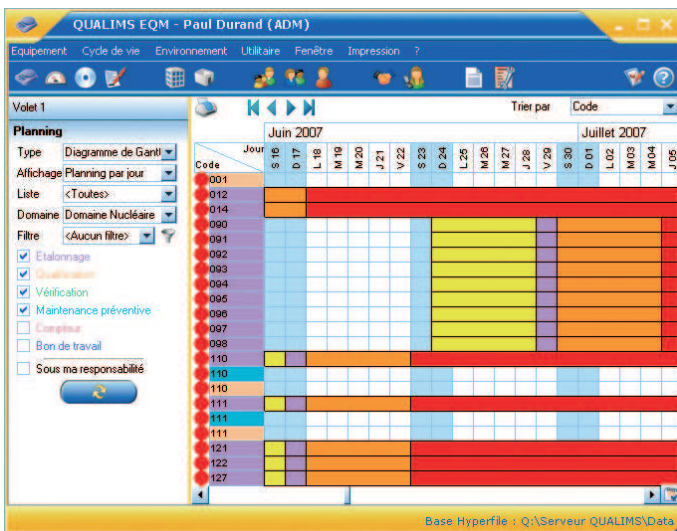 QUALIMS EQM - Paul Durand (ADM)
Equipement Cycle de vie Environnement Utilitaire Fenêtre Impression ?
Volet 1
Trier par Code
Planning
Type Diagramme de Gantt
Affichage Planning par jour
Liste <Toutes>
Domaine Domaine Nucléaire
Filtre <Aucun filtre>
Etalonnage
Qualification
Vérification
Maintenance préventive
Compteur
Bon de travail
Sous ma responsabilité
Juin 2007 Juillet 2007
Jour
Code
S 16 D 17 L 18 M 19 M 20 J 21 V 22 S 23 D 24 L 25 M 26 M 27 J 28 V 29 S 30 D 01 L 02 M 03 M 04 J 05
001
012
014
090
091
092
093
094
095
096
097
098
110
110
110
111
111
111
121
122
127
Base Hyperfile : Q:\Serveur QUALIMS\Data